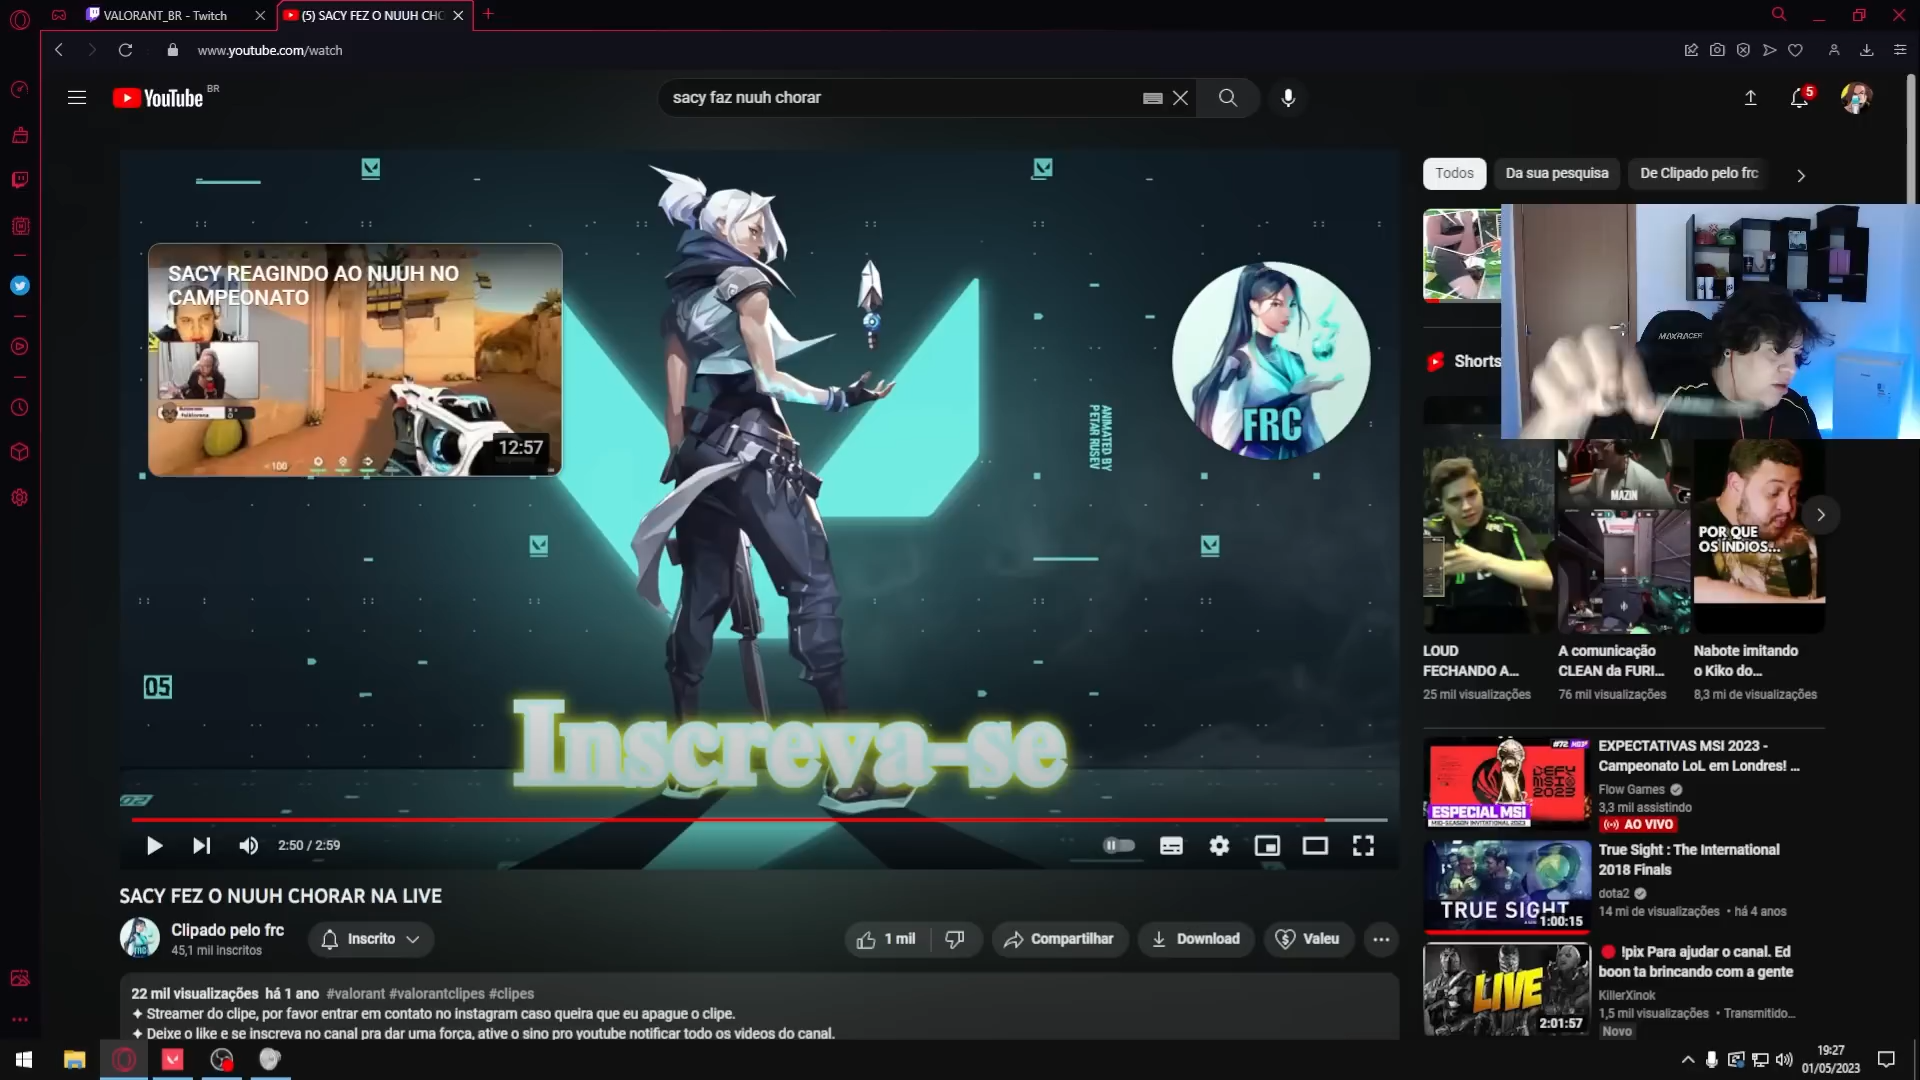 VALORANT_BR - Twitch
(5) SACY FEZ O NUUH CHO
www.youtube.com/watch
YouTube
BR
sacy faz nuuh chorar
5
Todos
Da sua pesquisa
De Clipado pelo frc
SACY REAGINDO AO NUUH NO
CAMPEONATO
100
12:57
ANIMATED BY
PETAR RUSEV
FRC
MAXRACER
Shorts
05
02
Inscreva-se
MAZIN
POR QUE
OS ÍNDIOS...
LOUD
FECHANDO A...
25 mil visualizações
A comunicação
CLEAN da FURI...
76 mil visualizações
Nabote imitando
o Kiko do...
8,3 mi de visualizações
2:50 / 2:59
ESPECIAL MSI
MID-SEASON INVITATIONAL 2023
EXPECTATIVAS MSI 2023 -
Campeonato LoL em Londres! ...
Flow Games
3,3 mil assistindo
AO VIVO
TRUE SIGHT
1:00:15
True Sight : The International
2018 Finals
dota2
14 mi de visualizações • há 4 anos
LIVE
2:01:57
!pix Para ajudar o canal. Ed
boon ta brincando com a gente
KillerXinok
1,5 mil visualizações • Transmitido...
Novo
SACY FEZ O NUUH CHORAR NA LIVE
Clipado pelo frc
45,1 mil inscritos
Inscrito
1 mil
Compartilhar
Download
Valeu
22 mil visualizações há 1 ano #valorant #valorantclipes #clipes
✦ Streamer do clipe, por favor entrar em contato no instagram caso queira que eu apague o clipe.
✦ Deixe o like e se inscreva no canal pra dar uma força, ative o sino pro youtube notificar todo os videos do canal.
19:27
01/05/2023